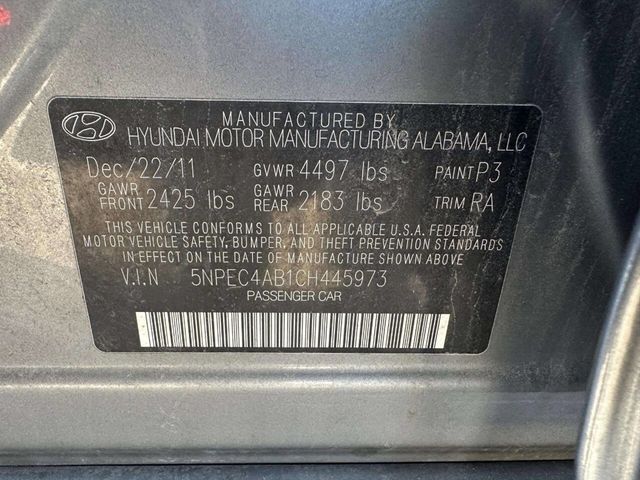 MANUFACTURED BY
HYUNDAI MOTOR MANUFACTURING ALABAMA, LLC
Dec/22/11 GVWR 4497 lbs PAINT P3
GAWR FRONT 2425 lbs GAWR REAR 2183 lbs TRIM RA
THIS VEHICLE CONFORMS TO ALL APPLICABLE U.S.A. FEDERAL
MOTOR VEHICLE SAFETY, BUMPER, AND THEFT PREVENTION STANDARDS
IN EFFECT ON THE DATE OF MANUFACTURE SHOWN ABOVE.
V.I.N 5NPEC4AB1CH445973
PASSENGER CAR